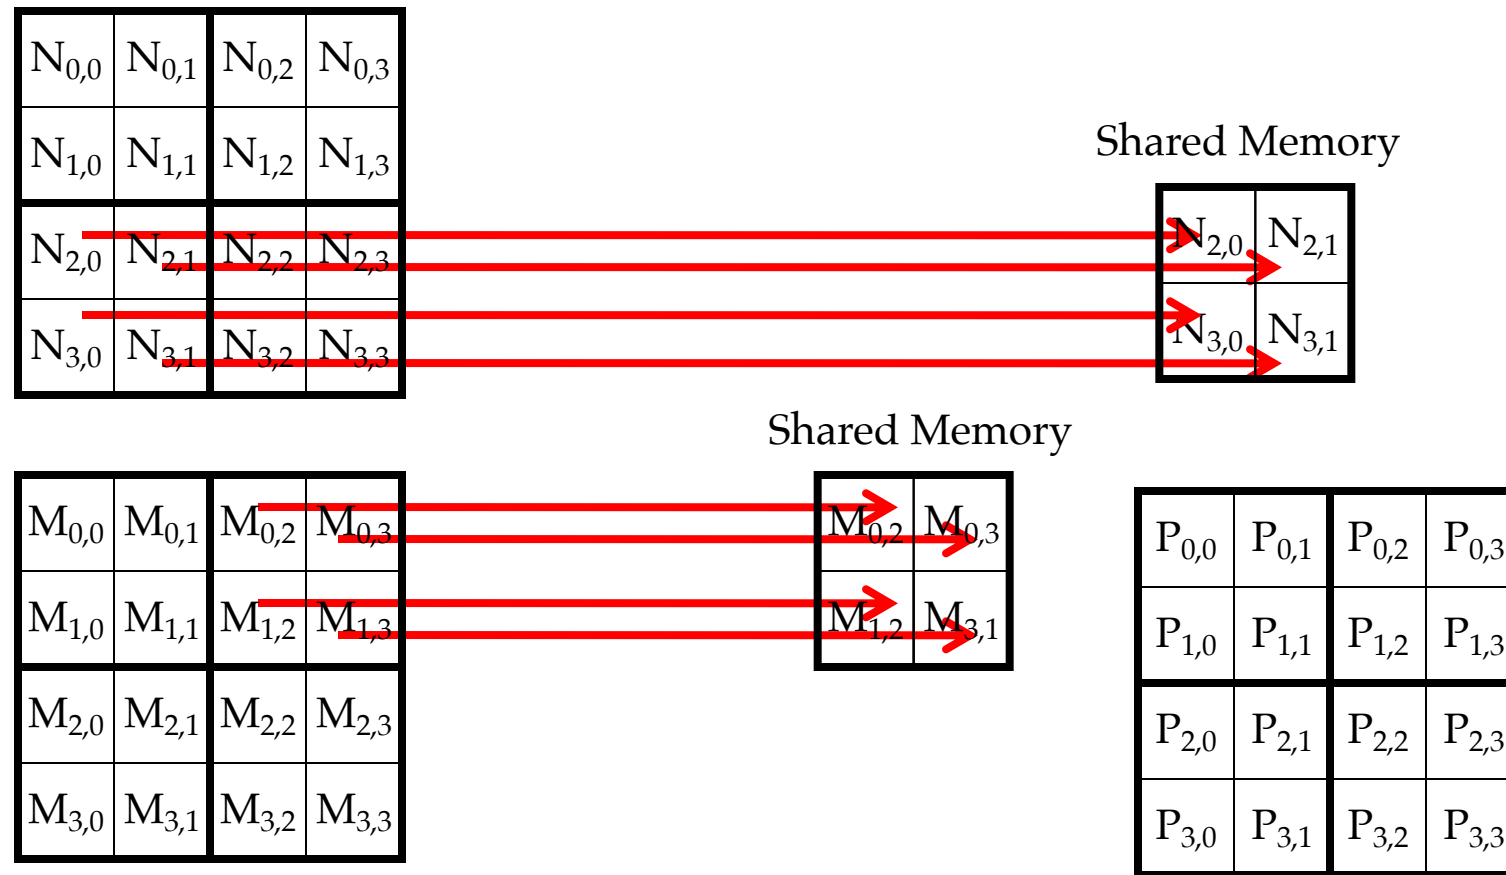 N0,0 N0,1 N0,2 N0,3
N1,0 N1,1 N1,2 N1,3
N2,0 N2,1 N2,2 N2,3
N3,0 N3,1 N3,2 N3,3
Shared Memory
N2,0 N2,1
N3,0 N3,1
Shared Memory
M0,0 M0,1 M0,2 M0,3
M1,0 M1,1 M1,2 M1,3
M2,0 M2,1 M2,2 M2,3
M3,0 M3,1 M3,2 M3,3
M0,2 M0,3
M1,2 M3,1
P0,0 P0,1 P0,2 P0,3
P1,0 P1,1 P1,2 P1,3
P2,0 P2,1 P2,2 P2,3
P3,0 P3,1 P3,2 P3,3